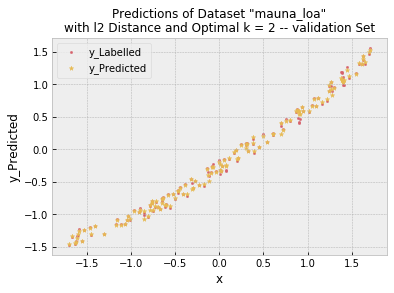 Predictions of Dataset "mauna_loa"
with l2 Distance and Optimal k = 2 -- validation Set
y_Labelled
y_Predicted
y_Predicted
1.5
1.0
0.5
0.0
−0.5
−1.0
−1.5
−1.5
−1.0
−0.5
0.0
0.5
1.0
1.5
x